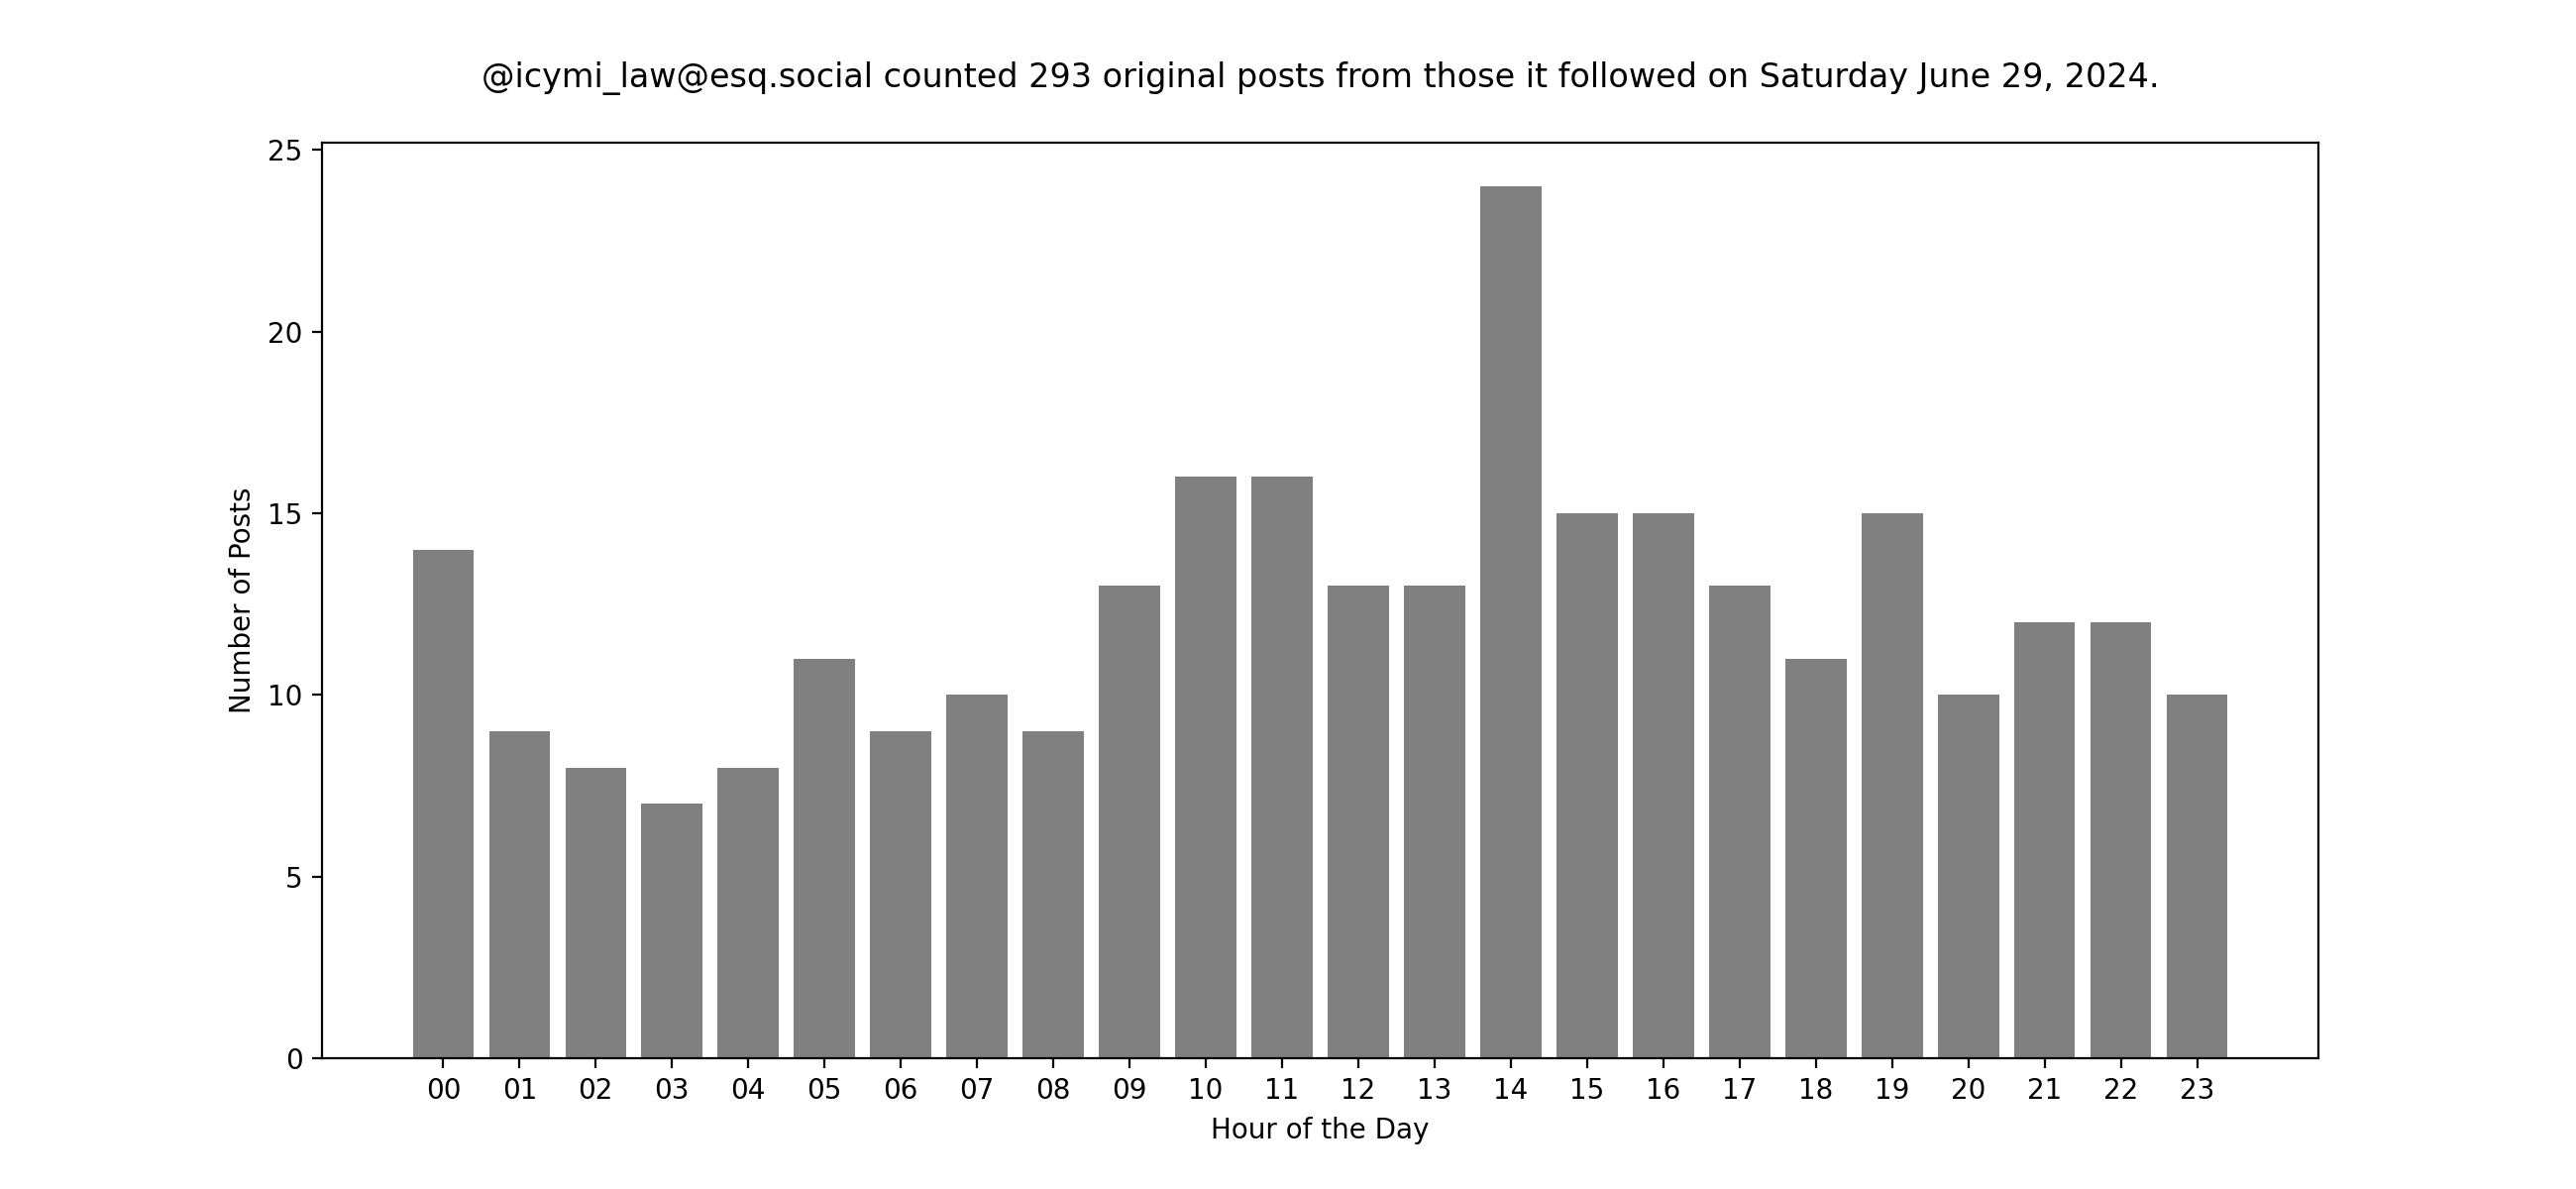 @icymi_law@esq.social counted 293 original posts from those it followed on Saturday June 29, 2024.
25
20
15
10
5
0
Number of Posts
00 01 02 03 04 05 06 07 08 09 10 11 12 13 14 15 16 17 18 19 20 21 22 23
Hour of the Day